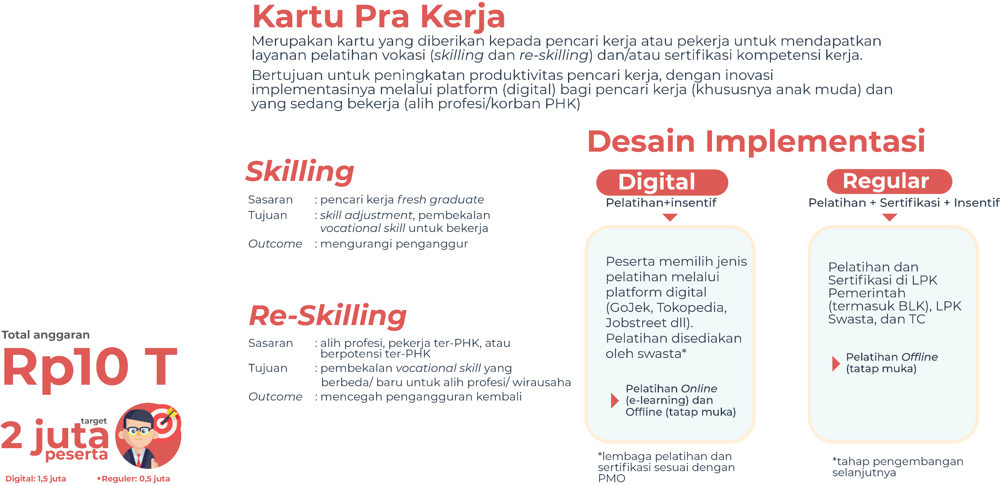 Kartu Pra Kerja
Merupakan kartu yang diberikan kepada pencari kerja atau pekerja untuk mendapatkan
layanan pelatihan vokasi (skilling dan re-skilling) dan/atau sertifikasi kompetensi kerja.
Bertujuan untuk peningkatan produktivitas pencari kerja, dengan inovasi
implementasinya melalui platform (digital) bagi pencari kerja (khususnya anak muda) dan
yang sedang bekerja (alih profesi/korban PHK)
Skilling
Sasaran : pencari kerja fresh graduate
Tujuan : skill adjustment, pembekalan
vocational skill untuk bekerja
Outcome : mengurangi penganggur
Re-Skilling
Sasaran : alih profesi, pekerja ter-PHK, atau
berpotensi ter-PHK
Tujuan : pembekalan vocational skill yang
berbeda/ baru untuk alih profesi/ wirausaha
Outcome : mencegah pengangguran kembali
Total anggaran
Rp10 T
target
2 juta
peserta
Digital: 1,5 juta
•Reguler: 0,5 juta
Desain Implementasi
Digital
Pelatihan+insentif
Peserta memilih jenis
pelatihan melalui
platform digital
(GoJek, Tokopedia,
Jobstreet dll).
Pelatihan disediakan
oleh swasta*
Pelatihan Online
(e-learning) dan
Offline (tatap muka)
*lembaga pelatihan dan
sertifikasi sesuai dengan
PMO
Regular
Pelatihan + Sertifikasi + Insentif
Pelatihan dan
Sertifikasi di LPK
Pemerintah
(termasuk BLK), LPK
Swasta, dan TC
Pelatihan Offline
(tatap muka)
*tahap pengembangan
selanjutnya